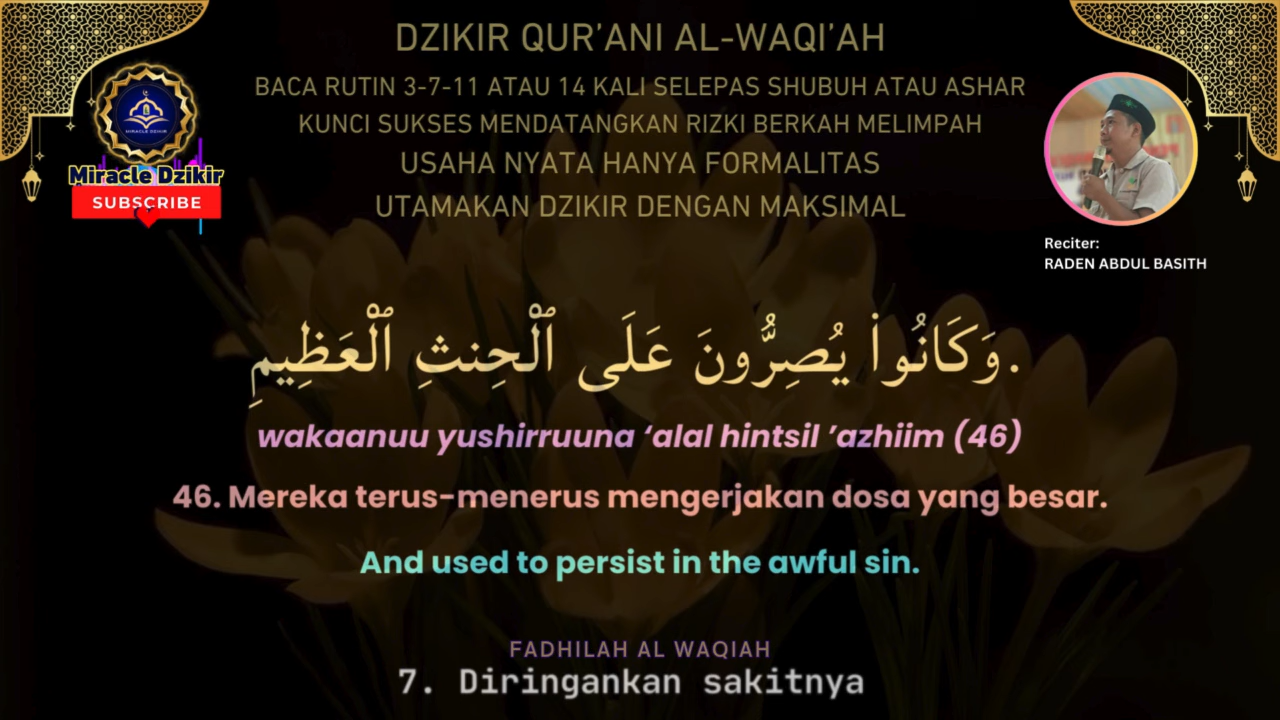 DZIKIR QUR'ANI AL-WAQI'AH
BACA RUTIN 3-7-11 ATAU 14 KALI SELEPAS SHUBUH ATAU ASHAR
KUNCI SUKSES MENDATANGKAN RIZKI BERKAH MELIMPAH
USAHA NYATA HANYA FORMALITAS
UTAMAKAN DZIKIR DENGAN MAKSIMAL
MIRACLE DZIKIR
Miracle Dzikir
SUBSCRIBE
Reciter:
RADEN ABDUL BASITH
وَكَانُوا۟ يُصِرُّونَ عَلَى ٱلْحِنثِ ٱلْعَظِيمِ.
wakaanuu yushirruuna ‘alal hintsil ’azhiim (46)
46. Mereka terus-menerus mengerjakan dosa yang besar.
And used to persist in the awful sin.
FADHILAH AL WAQIAH
7. Diringankan sakitnya